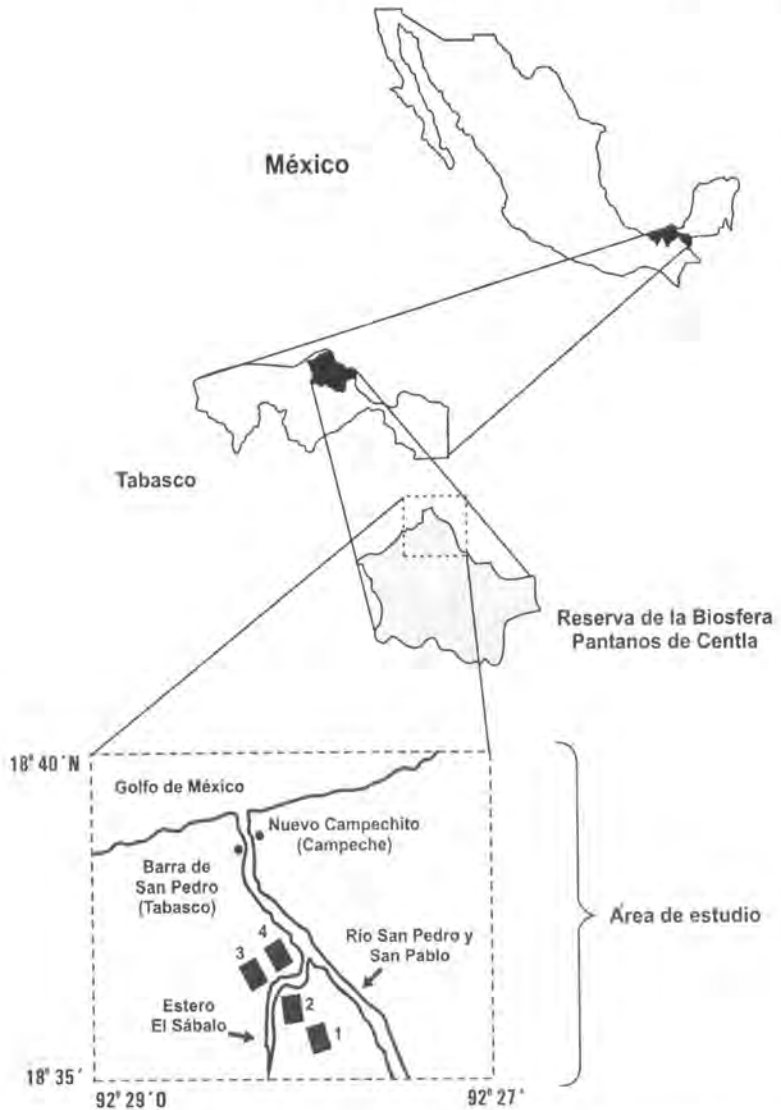 México
Tabasco
Reserva de la Biosfera
Pantanos de Centla
18° 40´ N
Golfo de México
Nuevo Campechito
(Campeche)
Barra de
San Pedro
(Tabasco)
Área de estudio
4
3
Río San Pedro y
San Pablo
Estero
El Sábalo
2
1
18° 35´
92° 29´ O
92° 27´